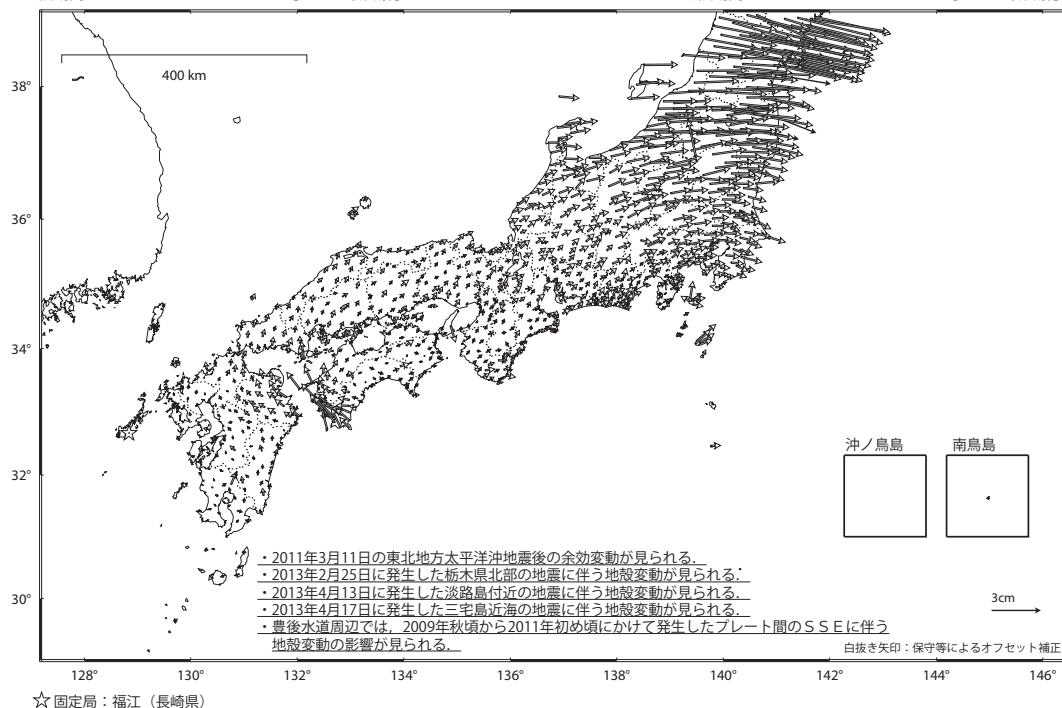 38°
36°
34°
32°
30°
400 km
沖ノ鳥島
南鳥島
・2011年3月11日の東北地方太平洋沖地震後の余効変動が見られる.
・2013年2月25日に発生した栃木県北部の地震に伴う地殻変動が見られる.
・2013年4月13日に発生した淡路島付近の地震に伴う地殻変動が見られる.
・2013年4月17日に発生した三宅島近海の地震に伴う地殻変動が見られる.
・豊後水道周辺では，2009年秋頃から2011年初め頃にかけて発生したプレート間のＳＳＥに伴う
地殻変動の影響が見られる.
3cm
白抜き矢印：保守等によるオフセット補正
128° 130° 132° 134° 136° 138° 140° 142° 144° 146°
☆ 固定局：福江（長崎県）